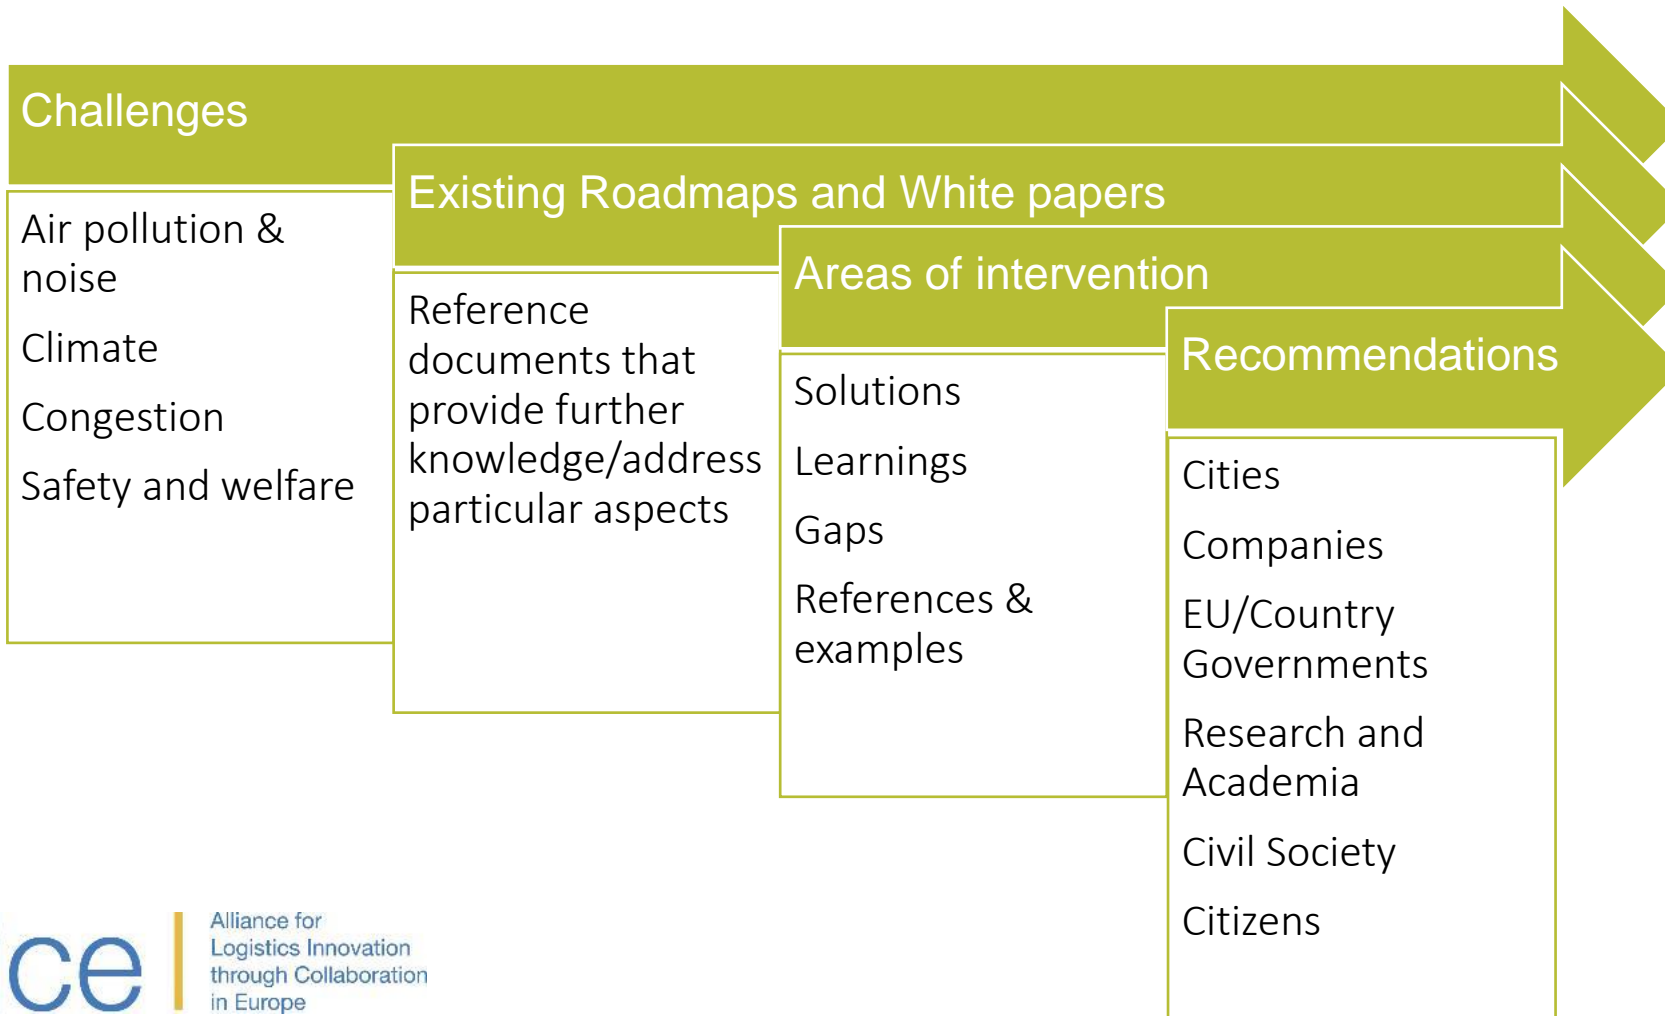 Challenges
Air pollution &
noise
Climate
Congestion
Safety and welfare
Existing Roadmaps and White papers
Reference
documents that
provide further
knowledge/address
particular aspects
Areas of intervention
Solutions
Learnings
Gaps
References &
examples
Recommendations
Cities
Companies
EU/Country
Governments
Research and
Academia
Civil Society
Citizens
ce
Alliance for
Logistics Innovation
through Collaboration
in Europe